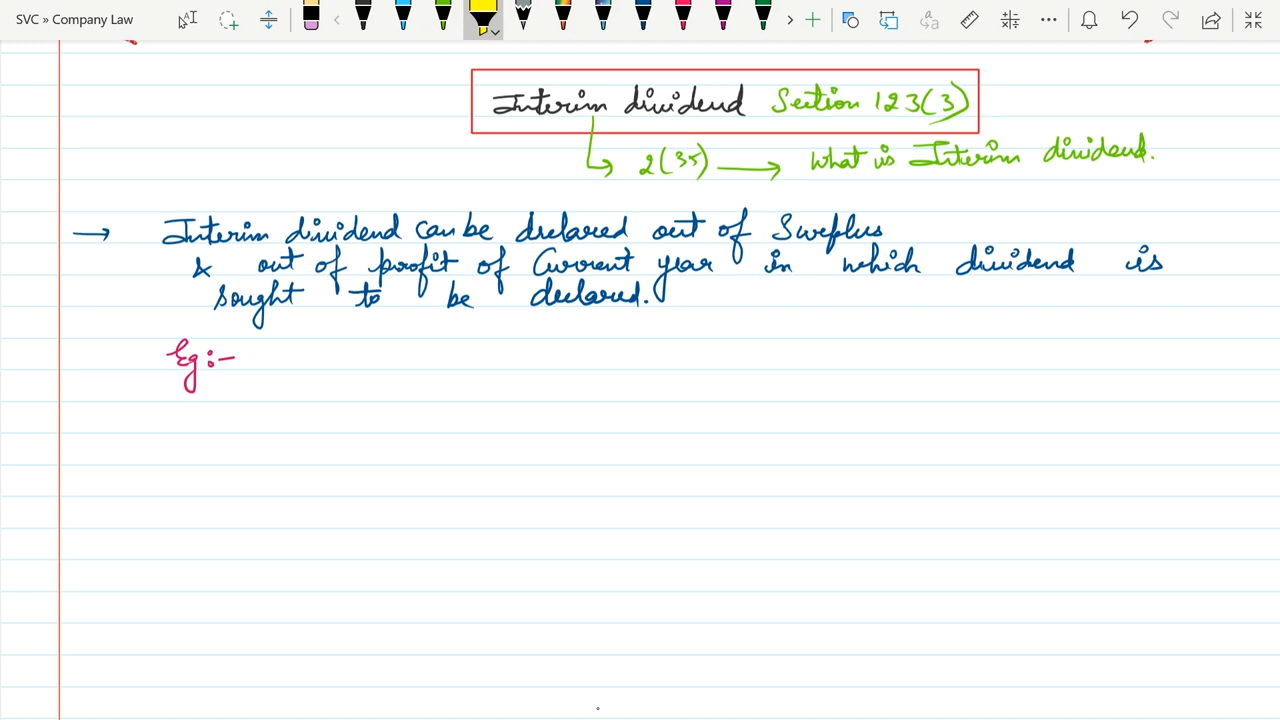 SVC » Company Law
Interim dividend Section 123(3)
2(35) → What is Interim dividend.
→ Interim dividend can be declared out of Surplus
& out of profit of Current year in which dividend is
sought to be declared.
Eg:-